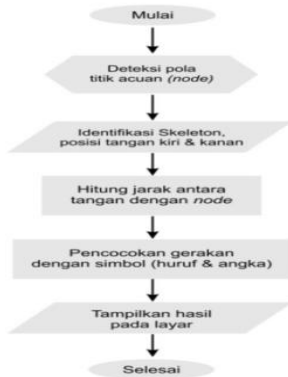 Mulai
Deteksi pola
titik acuan (node)
Identifikasi Skeleton,
posisi tangan kiri & kanan
Hitung jarak antara
tangan dengan node
Pencocokan gerakan
dengan simbol (huruf & angka)
Tampilkan hasil
pada layar
Selesai